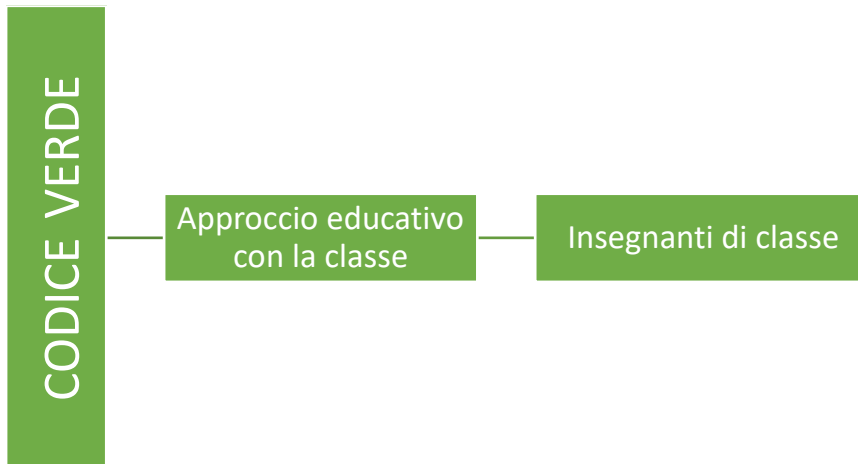 CODICE VERDE
Approccio educativo
con la classe
Insegnanti di classe